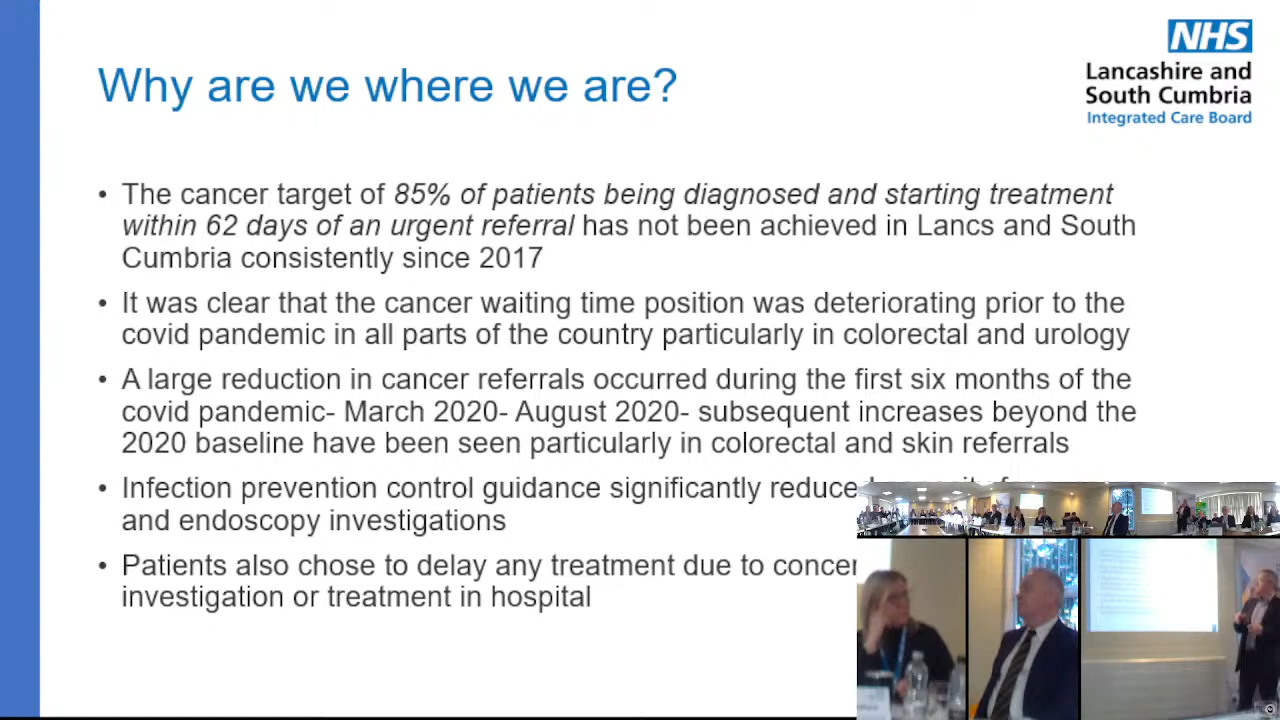 NHS
Lancashire and
South Cumbria
Integrated Care Board
Why are we where we are?
• The cancer target of 85% of patients being diagnosed and starting treatment
within 62 days of an urgent referral has not been achieved in Lancs and South
Cumbria consistently since 2017
• It was clear that the cancer waiting time position was deteriorating prior to the
covid pandemic in all parts of the country particularly in colorectal and urology
• A large reduction in cancer referrals occurred during the first six months of the
covid pandemic- March 2020- August 2020- subsequent increases beyond the
2020 baseline have been seen particularly in colorectal and skin referrals
• Infection prevention control guidance significantly reduced
and endoscopy investigations
• Patients also chose to delay any treatment due to
investigation or treatment in hospital